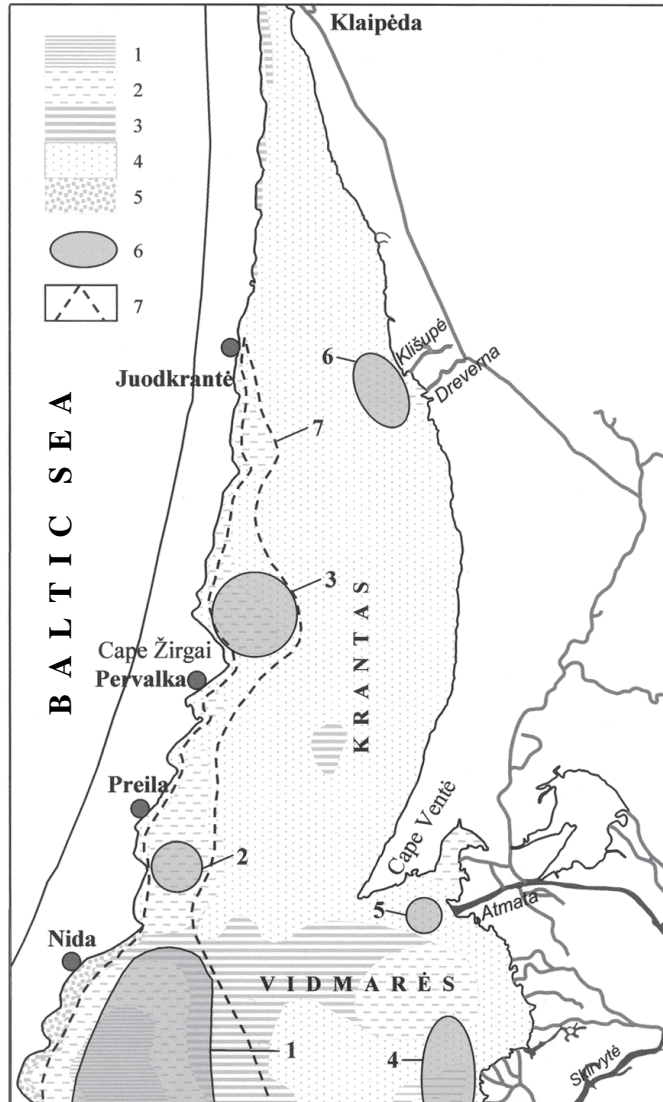 Klaipėda
1
2
3
4
5
6
7
Juodkrantė
6
Klišupė
Dreverna
7
BALTIC SEA
3
KRANTAS
Cape Žirgai
Pervalka
Preila
2
Cape Ventė
5
Atmata
Nida
VIDMARĖS
1
4
Skirvytė